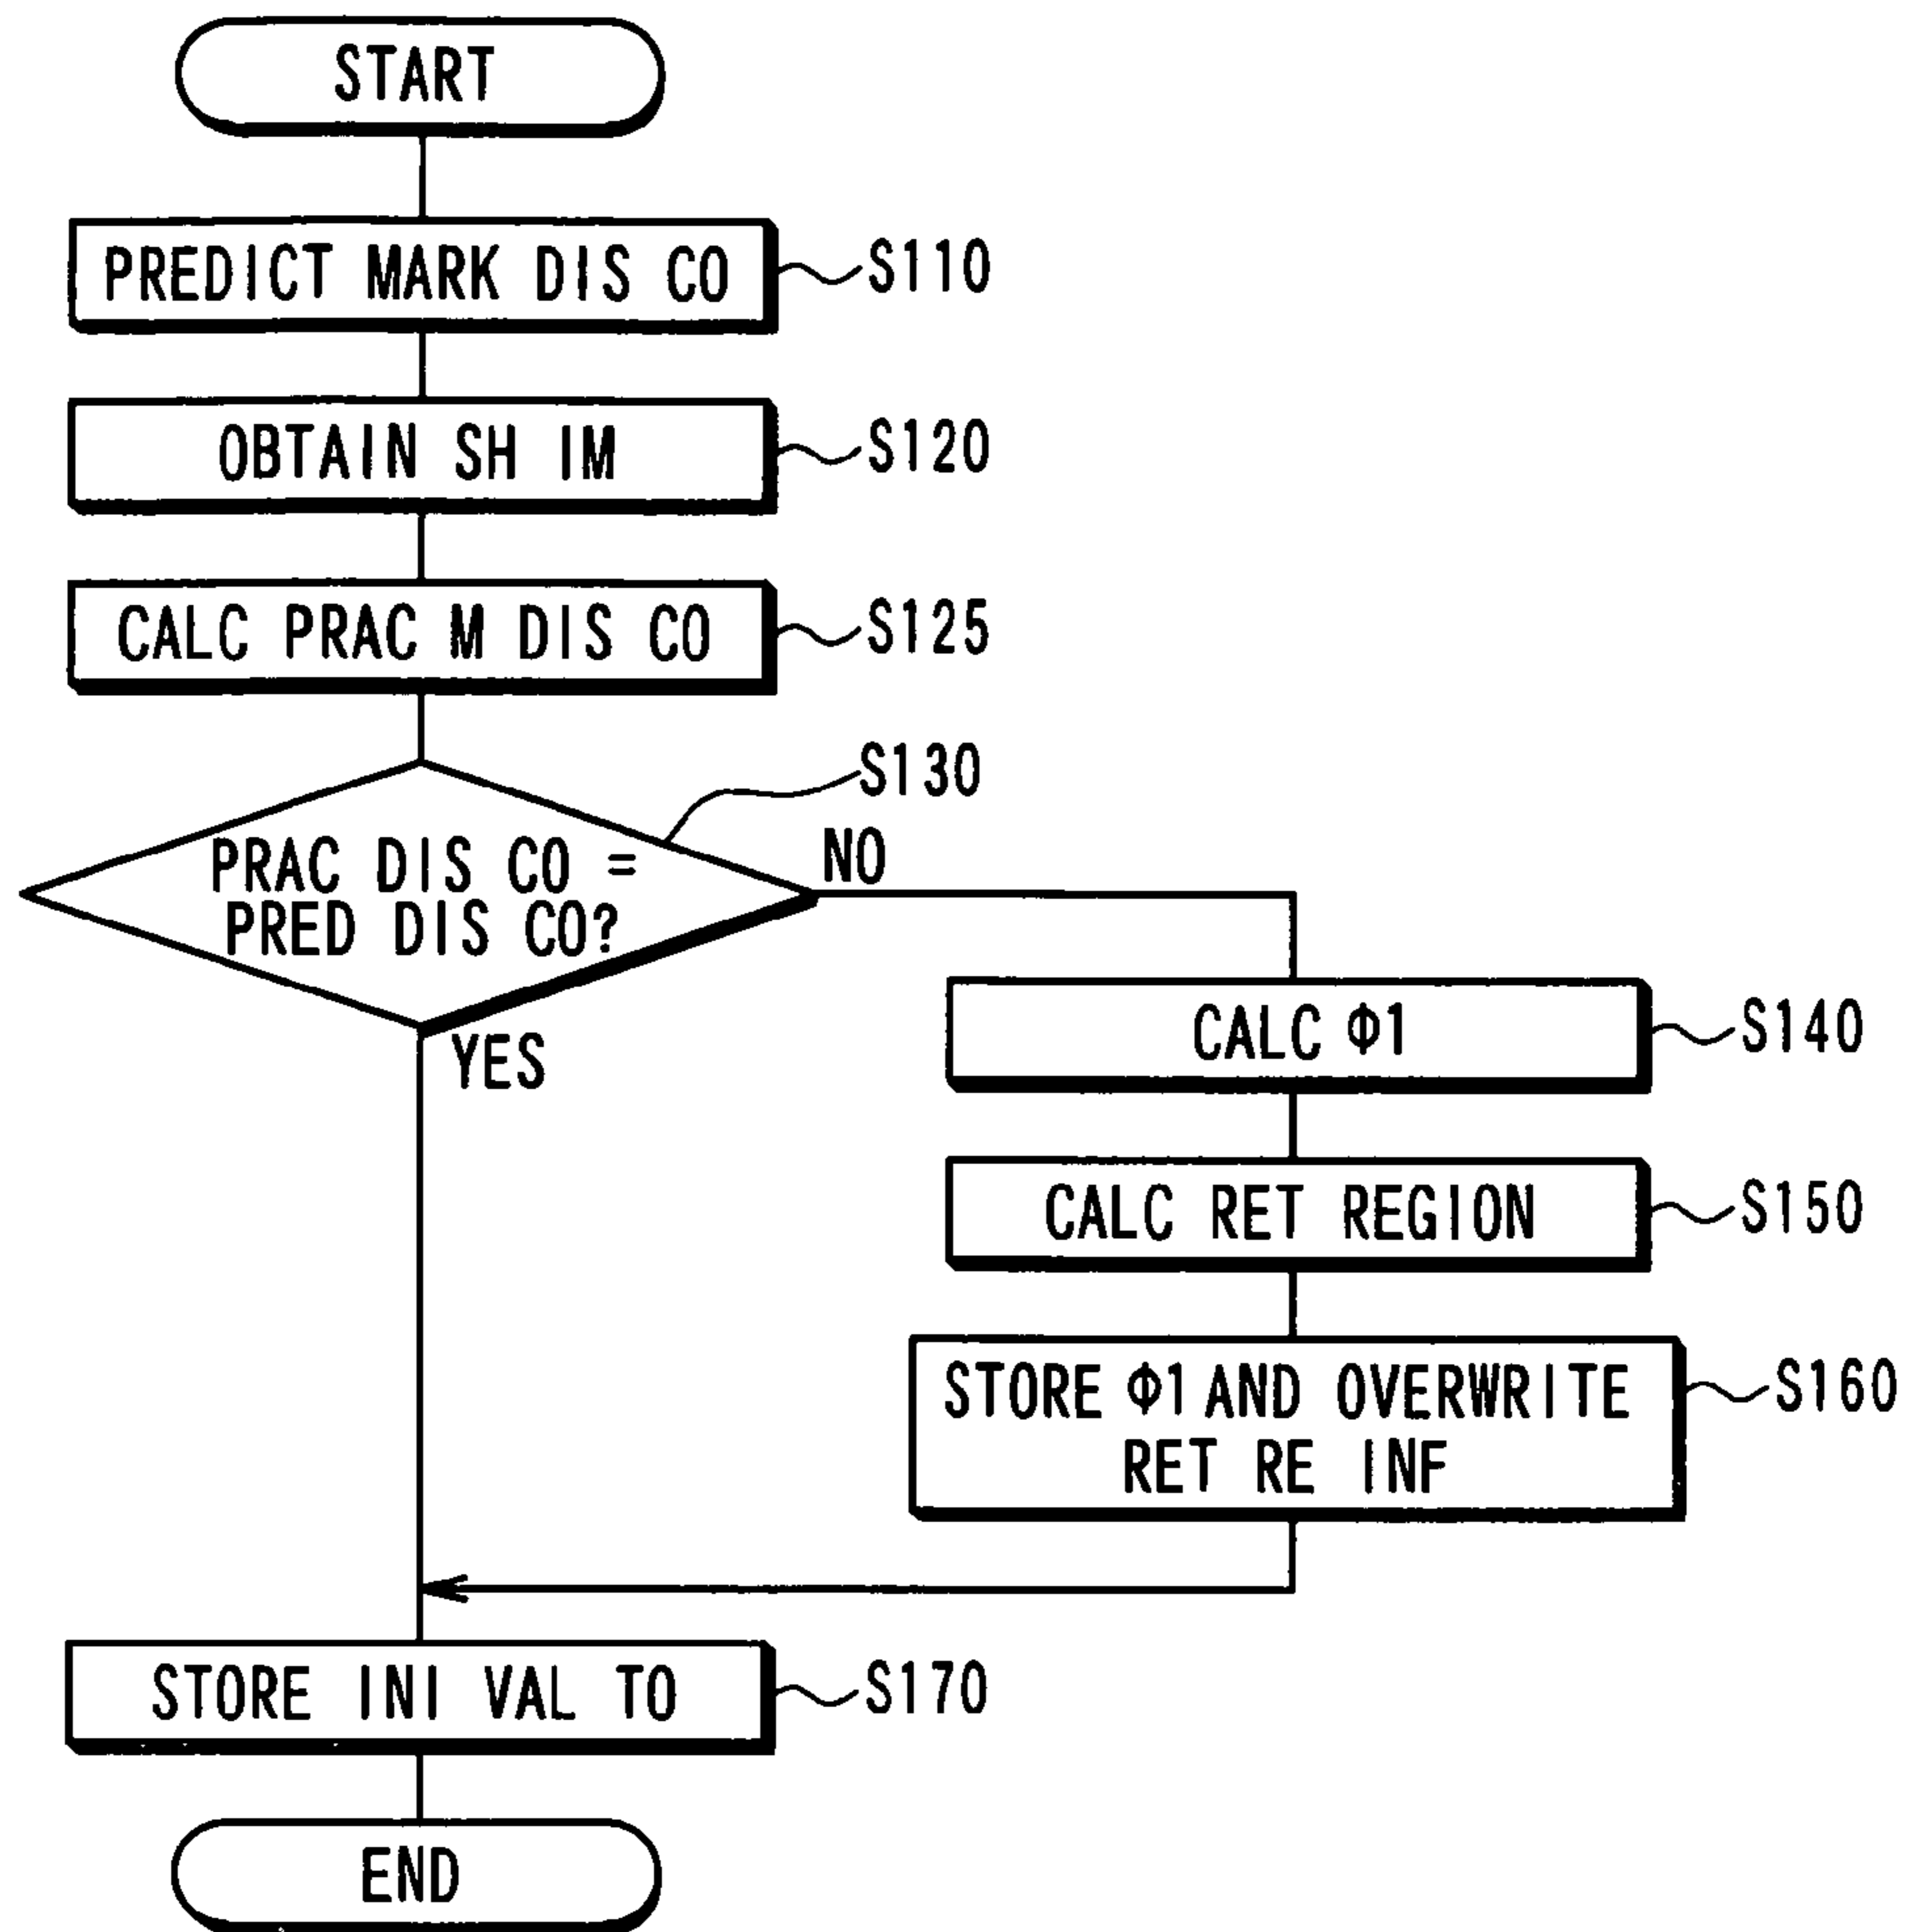 START
PREDICT MARK DIS CO
S110
OBTAIN SH IM
S120
CALC PRAC M DIS CO
S125
S130
PRAC DIS CO =
PRED DIS CO?
NO
YES
CALC Φ1
S140
CALC RET REGION
S150
STORE Φ1 AND OVERWRITE
RET RE INF
S160
STORE INI VAL TO
S170
END